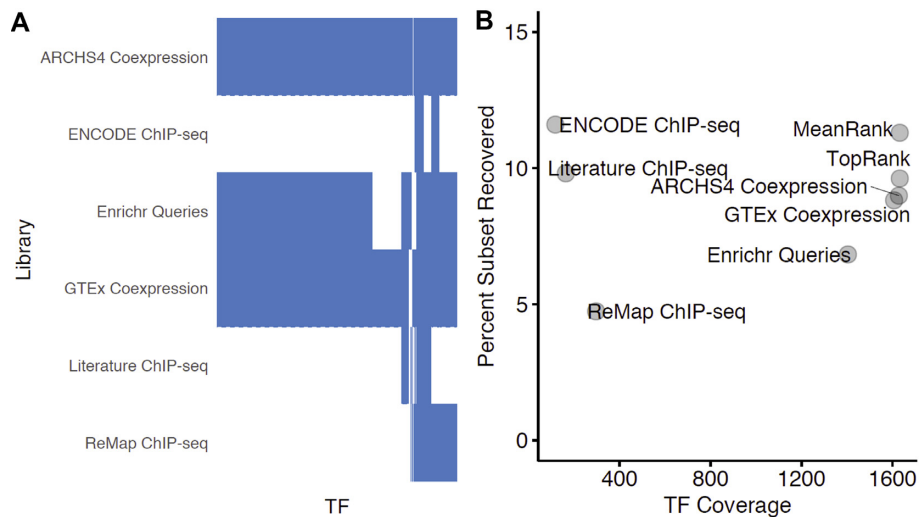 A
ARCHS4 Coexpression
ENCODE ChIP-seq
Enrichr Queries
GTEx Coexpression
Literature ChIP-seq
ReMap ChIP-seq
Library
TF
B
15
10
5
0
Percent Subset Recovered
ENCODE ChIP-seq
MeanRank
TopRank
Literature ChIP-seq
ARCHS4 Coexpression
GTEx Coexpression
Enrichr Queries
ReMap ChIP-seq
400
800
1200
1600
TF Coverage